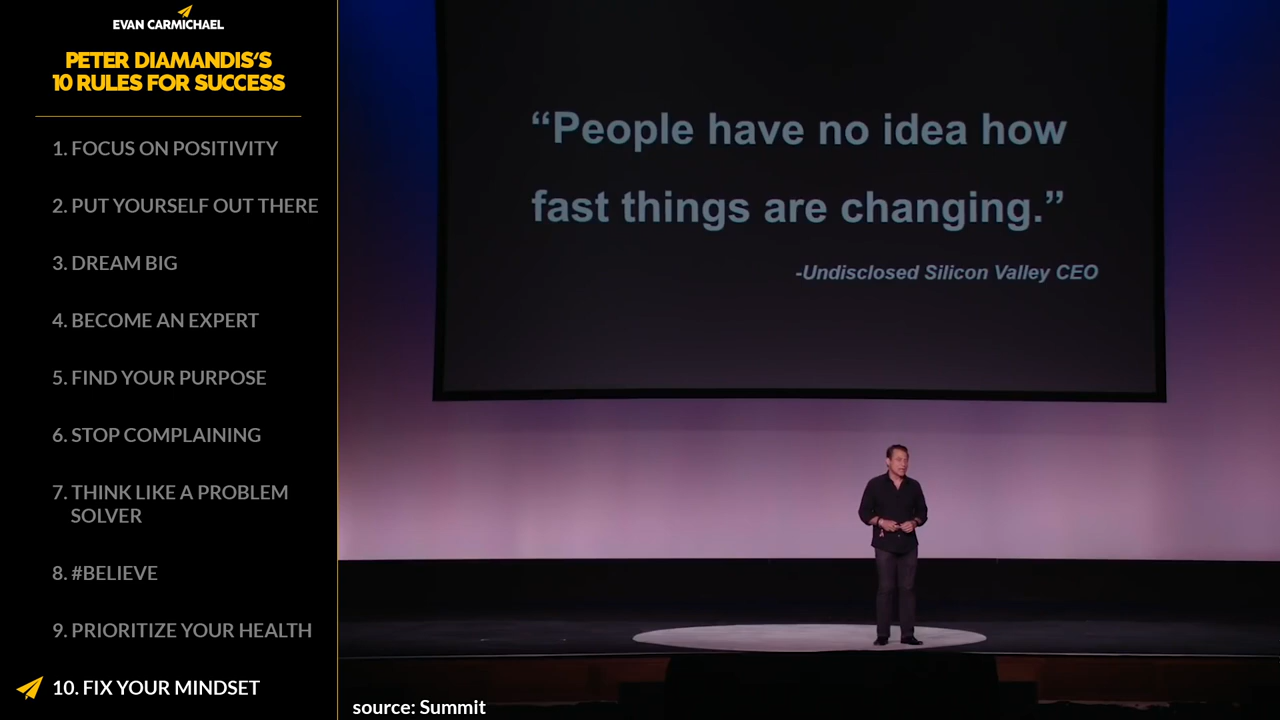 EVAN CARMICHAEL
PETER DIAMANDIS'S
10 RULES FOR SUCCESS
1. FOCUS ON POSITIVITY
2. PUT YOURSELF OUT THERE
3. DREAM BIG
4. BECOME AN EXPERT
5. FIND YOUR PURPOSE
6. STOP COMPLAINING
7. THINK LIKE A PROBLEM
SOLVER
8. #BELIEVE
9. PRIORITIZE YOUR HEALTH
10. FIX YOUR MINDSET
“People have no idea how
fast things are changing.”
-Undisclosed Silicon Valley CEO
source: Summit